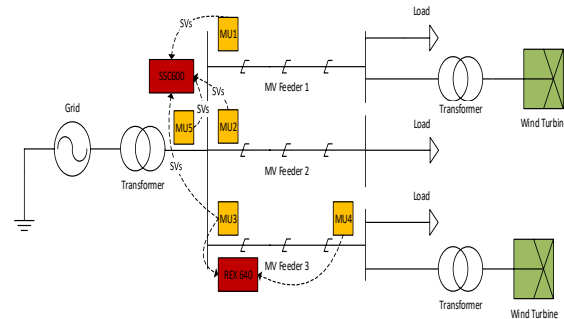 SVs
MU1
Load
SSC600
SVs
MV Feeder 1
Transformer
Wind Turbin
Grid
SVs
MU5
MU2
Load
Transformer
SVs
MV Feeder 2
MU3
MU4
Load
REX 640
MV Feeder 3
Transformer
Wind Turbine